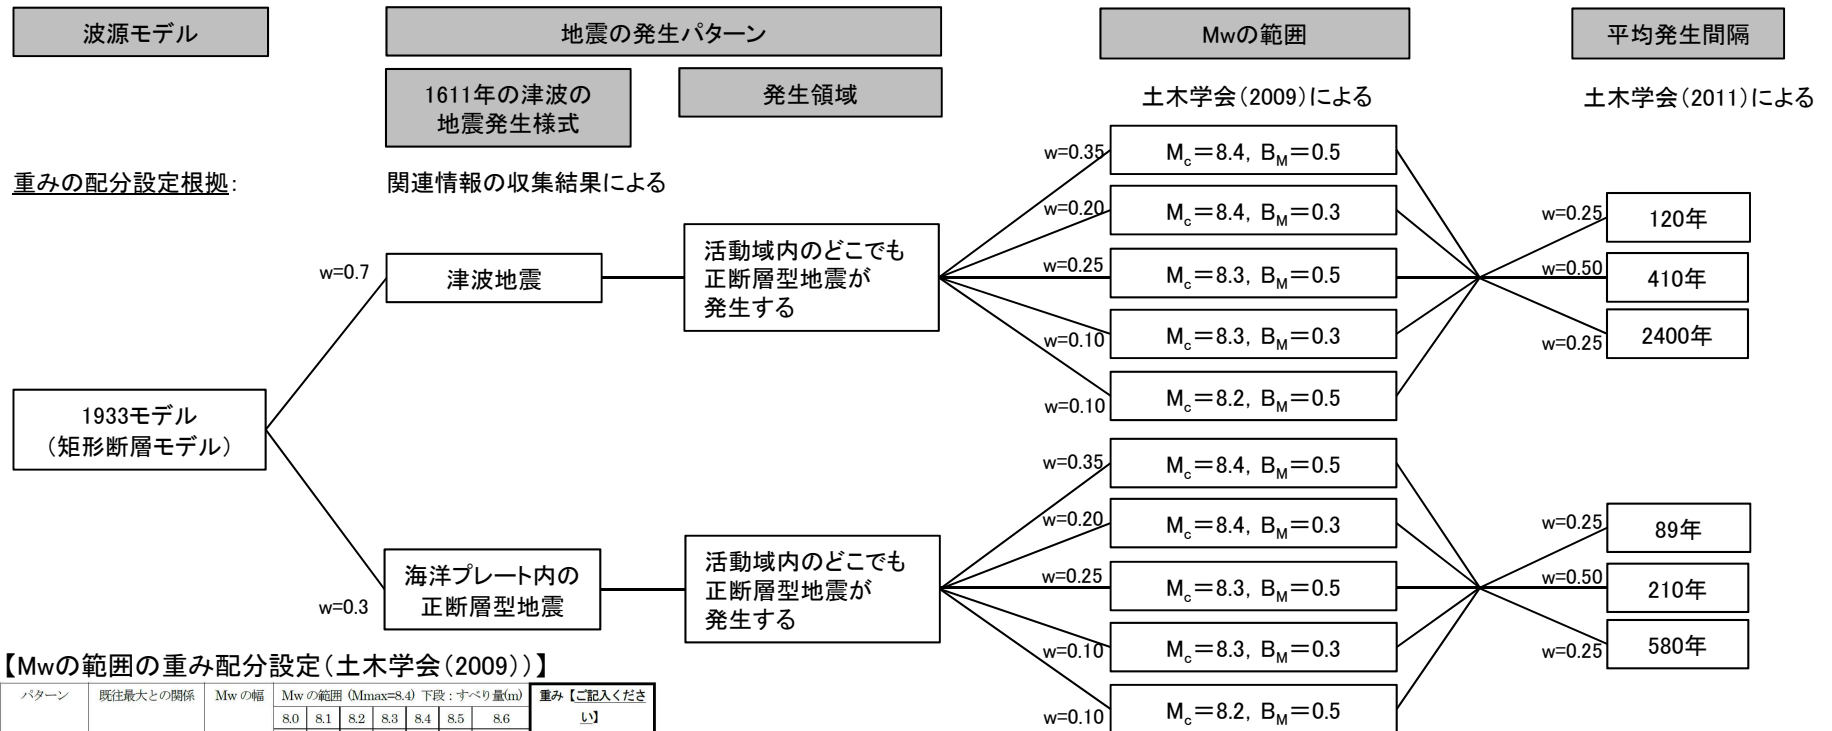 波源モデル
地震の発生パターン
Mwの範囲
平均発生間隔
1611年の津波の
地震発生様式
発生領域
土木学会(2009)による
土木学会(2011)による
重みの配分設定根拠:
関連情報の収集結果による
w=0.35
Mc=8.4, BM=0.5
w=0.20
Mc=8.4, BM=0.3
w=0.25
Mc=8.3, BM=0.5
w=0.10
Mc=8.3, BM=0.3
w=0.10
Mc=8.2, BM=0.5
w=0.7
津波地震
活動域内のどこでも
正断層型地震が
発生する
w=0.25
120年
w=0.50
410年
w=0.25
2400年
1933モデル
(矩形断層モデル)
w=0.3
海洋プレート内の
正断層型地震
活動域内のどこでも
正断層型地震が
発生する
w=0.35
Mc=8.4, BM=0.5
w=0.20
Mc=8.4, BM=0.3
w=0.25
Mc=8.3, BM=0.5
w=0.10
Mc=8.3, BM=0.3
w=0.10
Mc=8.2, BM=0.5
w=0.25
89年
w=0.50
210年
w=0.25
580年
【Mwの範囲の重み配分設定(土木学会(2009))】
パターン 既往最大との関係 Mw の幅 Mw の範囲 (Mmax=8.4) 下段:すべり量(m) 重み【ご記入くださ
い】
8.0 8.1 8.2 8.3 8.4 8.5 8.6